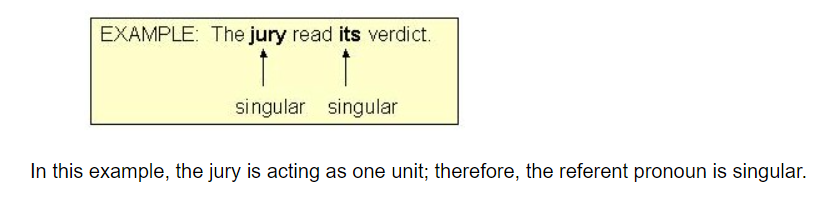 EXAMPLE: The jury read its verdict.
singular singular
In this example, the jury is acting as one unit; therefore, the referent pronoun is singular.